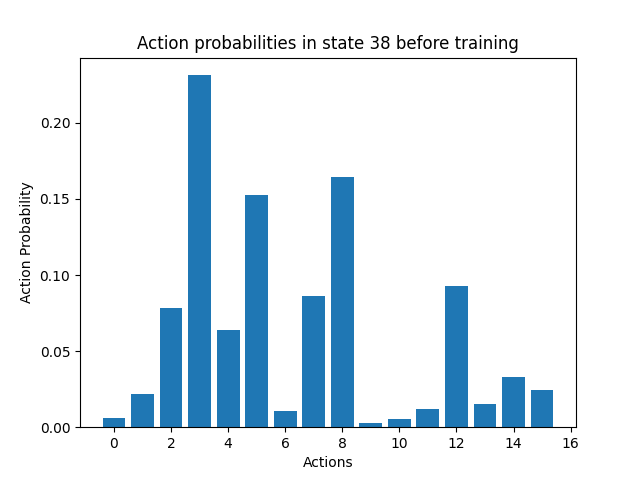 Action probabilities in state 38 before training
0.20
0.15
0.10
0.05
0.00
Action Probability
0 2 4 6 8 10 12 14 16
Actions